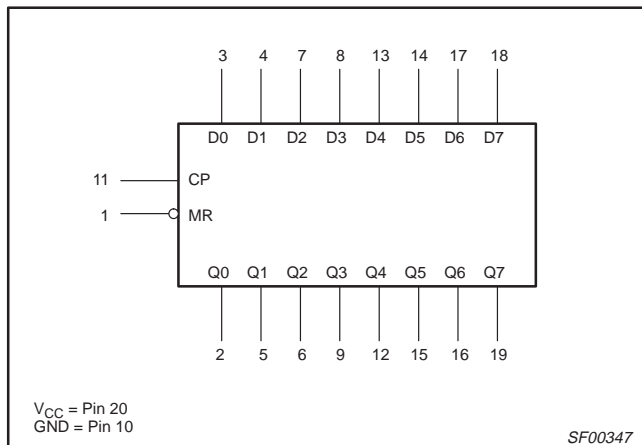 3 4 7 8 13 14 17 18
D0 D1 D2 D3 D4 D5 D6 D7
11 CP
1 MR
Q0 Q1 Q2 Q3 Q4 Q5 Q6 Q7
2 5 6 9 12 15 16 19
VCC = Pin 20
GND = Pin 10
SF00347